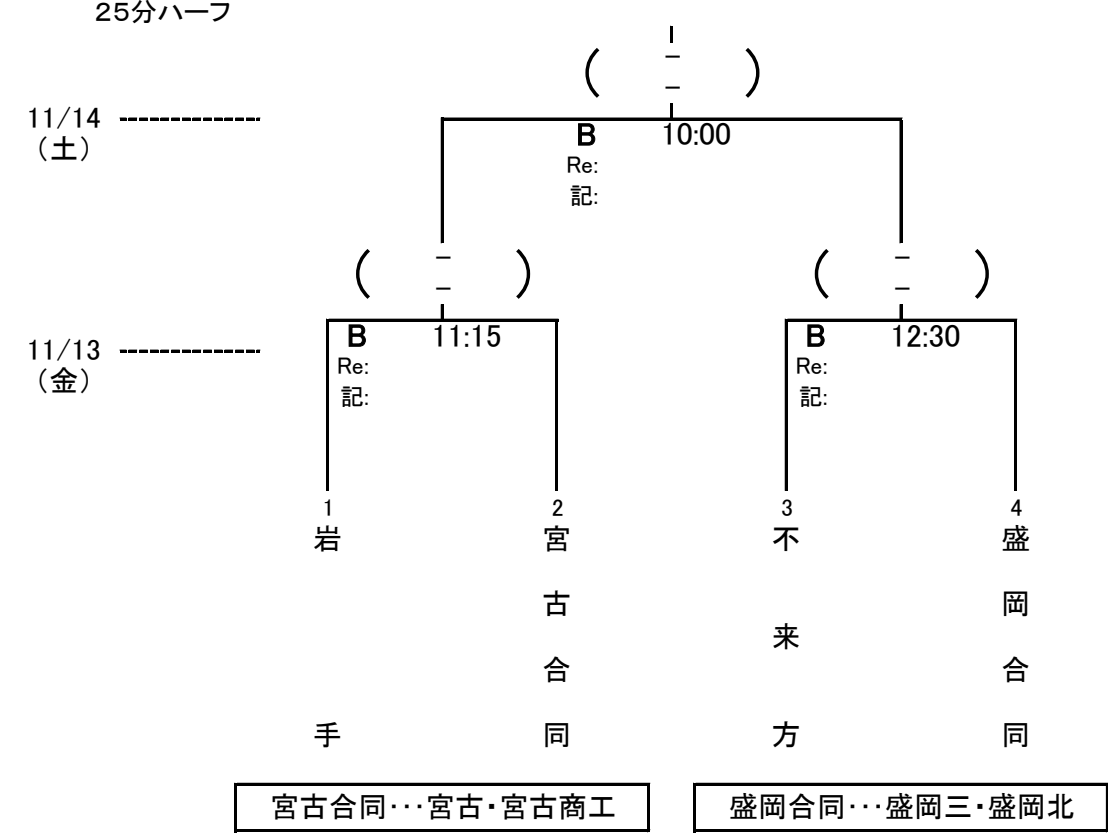 25分ハーフ
( - - )
11/14
(土)
B 10:00
Re:
記:
( - - ) ( - - )
11/13
(金)
B 11:15 B 12:30
Re: Re:
記: 記:
1 2 3 4
岩手
宮古合同
不来方
盛岡合同
宮古合同･･･宮古・宮古商工
盛岡合同･･･盛岡三・盛岡北